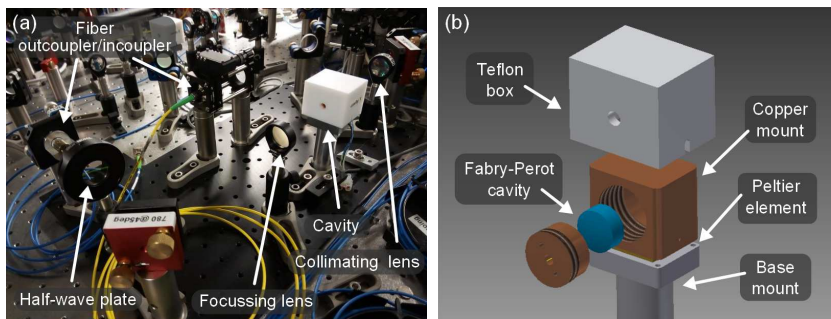 (a)
Fiber
outcoupler/incoupler
780 @45deg
Cavity
Collimating lens
Half-wave plate
Focussing lens
(b)
Teflon
box
Copper
mount
Fabry-Perot
cavity
Peltier
element
Base
mount